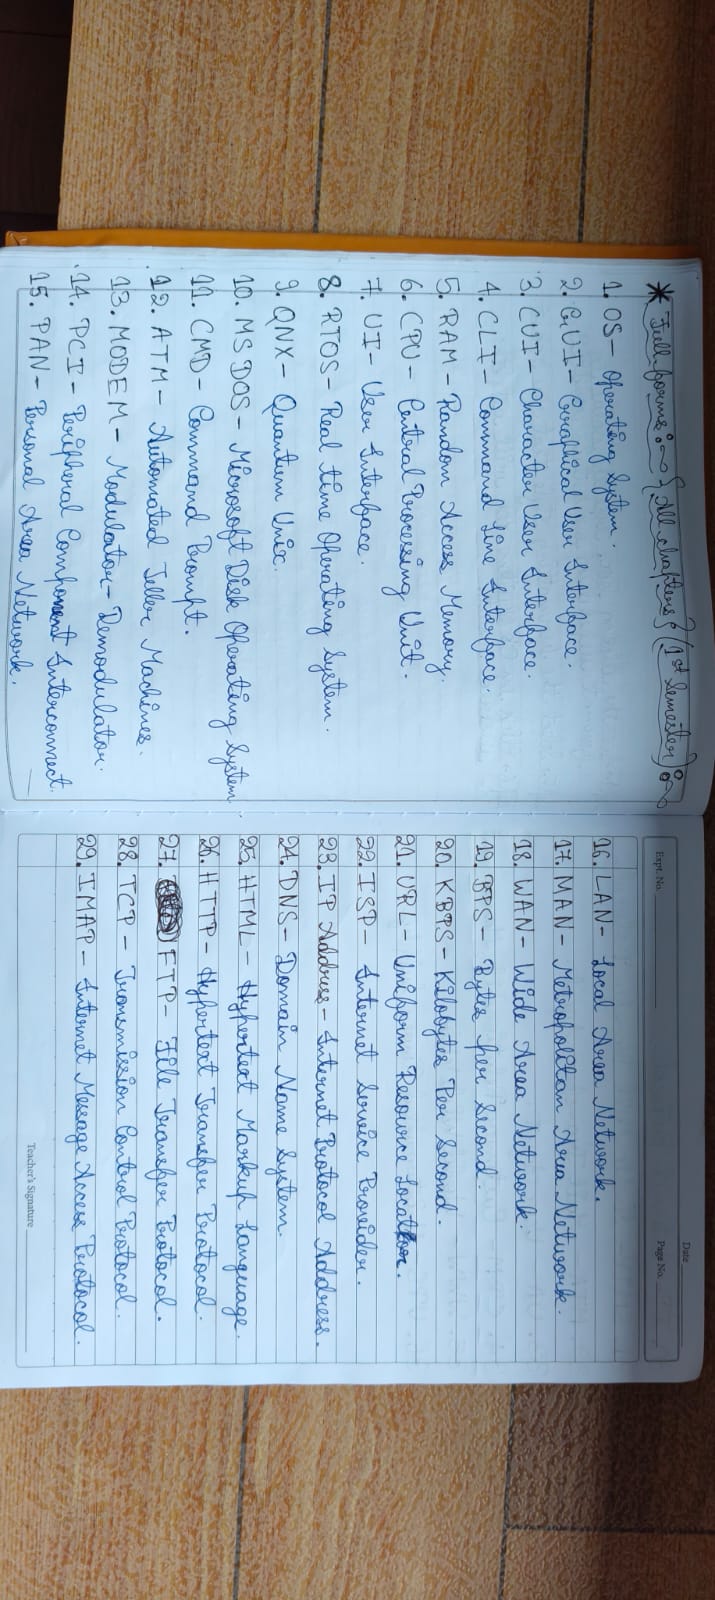 * Full forms :~ {All chapters} (1st Semester) :~
1. OS- Operating System.
2. GUI- Graphical User Interface.
3. CUI- Character User Interface.
4. CLI- Command Line Interface.
5. RAM- Random Access Memory.
6. CPU- Central Processing Unit.
7. UI- User Interface.
8. RTOS- Real time Operating System.
9. QNX- Quantum Unix.
10. MS DOS- Microsoft Disk Operating System
11. CMD- Command Prompt.
12. ATM- Automated Teller Machines.
13. MODEM- Modulator-Demodulator.
14. PCI- Peripheral Component Interconnect.
15. PAN- Personal Area Network.
Date
Expt. No.
Page No.
16. LAN- Local Area Network.
17. MAN- Metropolitan Area Network.
18. WAN- Wide Area Network.
19. BPS- Bytes per Second.
20. KBPS- Kilobytes Per Second.
21. URL- Uniform Resource Locator.
22. ISP- Internet Service Provider.
23. IP Address- Internet Protocol Address.
24. DNS- Domain Name System.
25. HTML- Hypertext Markup Language.
26. HTTP- Hypertext Transfer Protocol.
27. FTP- File Transfer Protocol.
28. TCP- Transmission Control Protocol.
29. IMAP- Internet Message Access Protocol.
Teacher's Signature